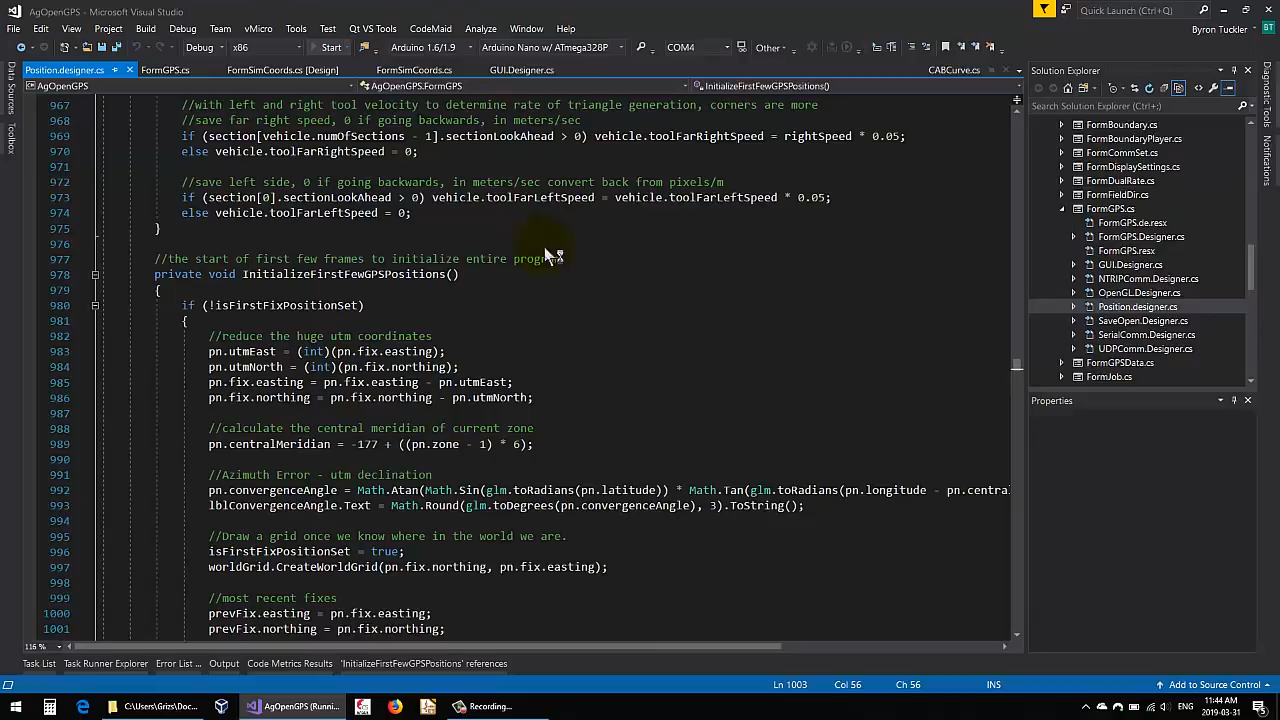 AgOpenGPS - Microsoft Visual Studio
Quick Launch (Ctrl+Q)
File Edit View Project Build Debug Team vMicro Tools Test Qt VS Tools CodeMaid Analyze Window Help
Byron Tuckler BT
Debug x86 Start Arduino 1.6/1.9 Arduino Nano w/ ATmega328P COM4 Other
Position.designer.cs FormGPS.cs FormSimCoords.cs [Design] FormSimCoords.cs GUI.Designer.cs CABCurve.cs
AgOpenGPS AgOpenGPS.FormGPS InitializeFirstFewGPSPositions()
Data Sources
Toolbox
967 //with left and right tool velocity to determine rate of triangle generation, corners are more
968 //save far right speed, 0 if going backwards, in meters/sec
969 if (section[vehicle.numOfSections - 1].sectionLookAhead > 0) vehicle.toolFarRightSpeed = rightSpeed * 0.05;
970 else vehicle.toolFarRightSpeed = 0;
971
972 //save left side, 0 if going backwards, in meters/sec convert back from pixels/m
973 if (section[0].sectionLookAhead > 0) vehicle.toolFarLeftSpeed = vehicle.toolFarLeftSpeed * 0.05;
974 else vehicle.toolFarLeftSpeed = 0;
975 }
976
977 //the start of first few frames to initialize entire
978 private void InitializeFirstFewGPSPositions()
979 {
980 if (!isFirstFixPositionSet)
981 {
982 //reduce the huge utm coordinates
983 pn.utmEast = (int)(pn.fix.easting);
984 pn.utmNorth = (int)(pn.fix.northing);
985 pn.fix.easting = pn.fix.easting - pn.utmEast;
986 pn.fix.northing = pn.fix.northing - pn.utmNorth;
987
988 //calculate the central meridian of current zone
989 pn.centralMeridian = -177 + ((pn.zone - 1) * 6);
990
991 //Azimuth Error - utm declination
992 pn.convergenceAngle = Math.Atan(Math.Sin(glm.toRadians(pn.latitude)) * Math.Tan(glm.toRadians(pn.longitude - pn.central
993 lblConvergenceAngle.Text = Math.Round(glm.toDegrees(pn.convergenceAngle), 3).ToString();
994
995 //Draw a grid once we know where in the world we are.
996 isFirstFixPositionSet = true;
997 worldGrid.CreateWorldGrid(pn.fix.northing, pn.fix.easting);
998
999 //most recent fixes
1000 prevFix.easting = pn.fix.easting;
1001 prevFix.northing = pn.fix.northing;
116 %
Solution Explorer
Search Solution Explorer (Ctrl+;)
FormBoundary.cs
FormBoundaryPlayer.cs
FormCommSet.cs
FormDisplaySettings.cs
FormDualRate.cs
FormFieldDir.cs
FormGPS.cs
FormGPS.de.resx
FormGPS.Designer.cs
FormGPS.resx
GUI.Designer.cs
NTRIPComm.Designer.cs
OpenGL.Designer.cs
Position.designer.cs
SaveOpen.Designer.cs
SerialComm.Designer.cs
UDPComm.Designer.cs
FormGPSData.cs
FormJob.cs
Properties
Diagnostic Tools
Notifications
Task List Task Runner Explorer Error List ... Output Code Metrics Results 'InitializeFirstFewGPSPositions' references
Ln 1003 Col 56 Ch 56 INS Add to Source Control
C:\Users\Grizs\Doc... AgOpenGPS (Runni... Recording... ENG 11:44 AM
2019-03-31